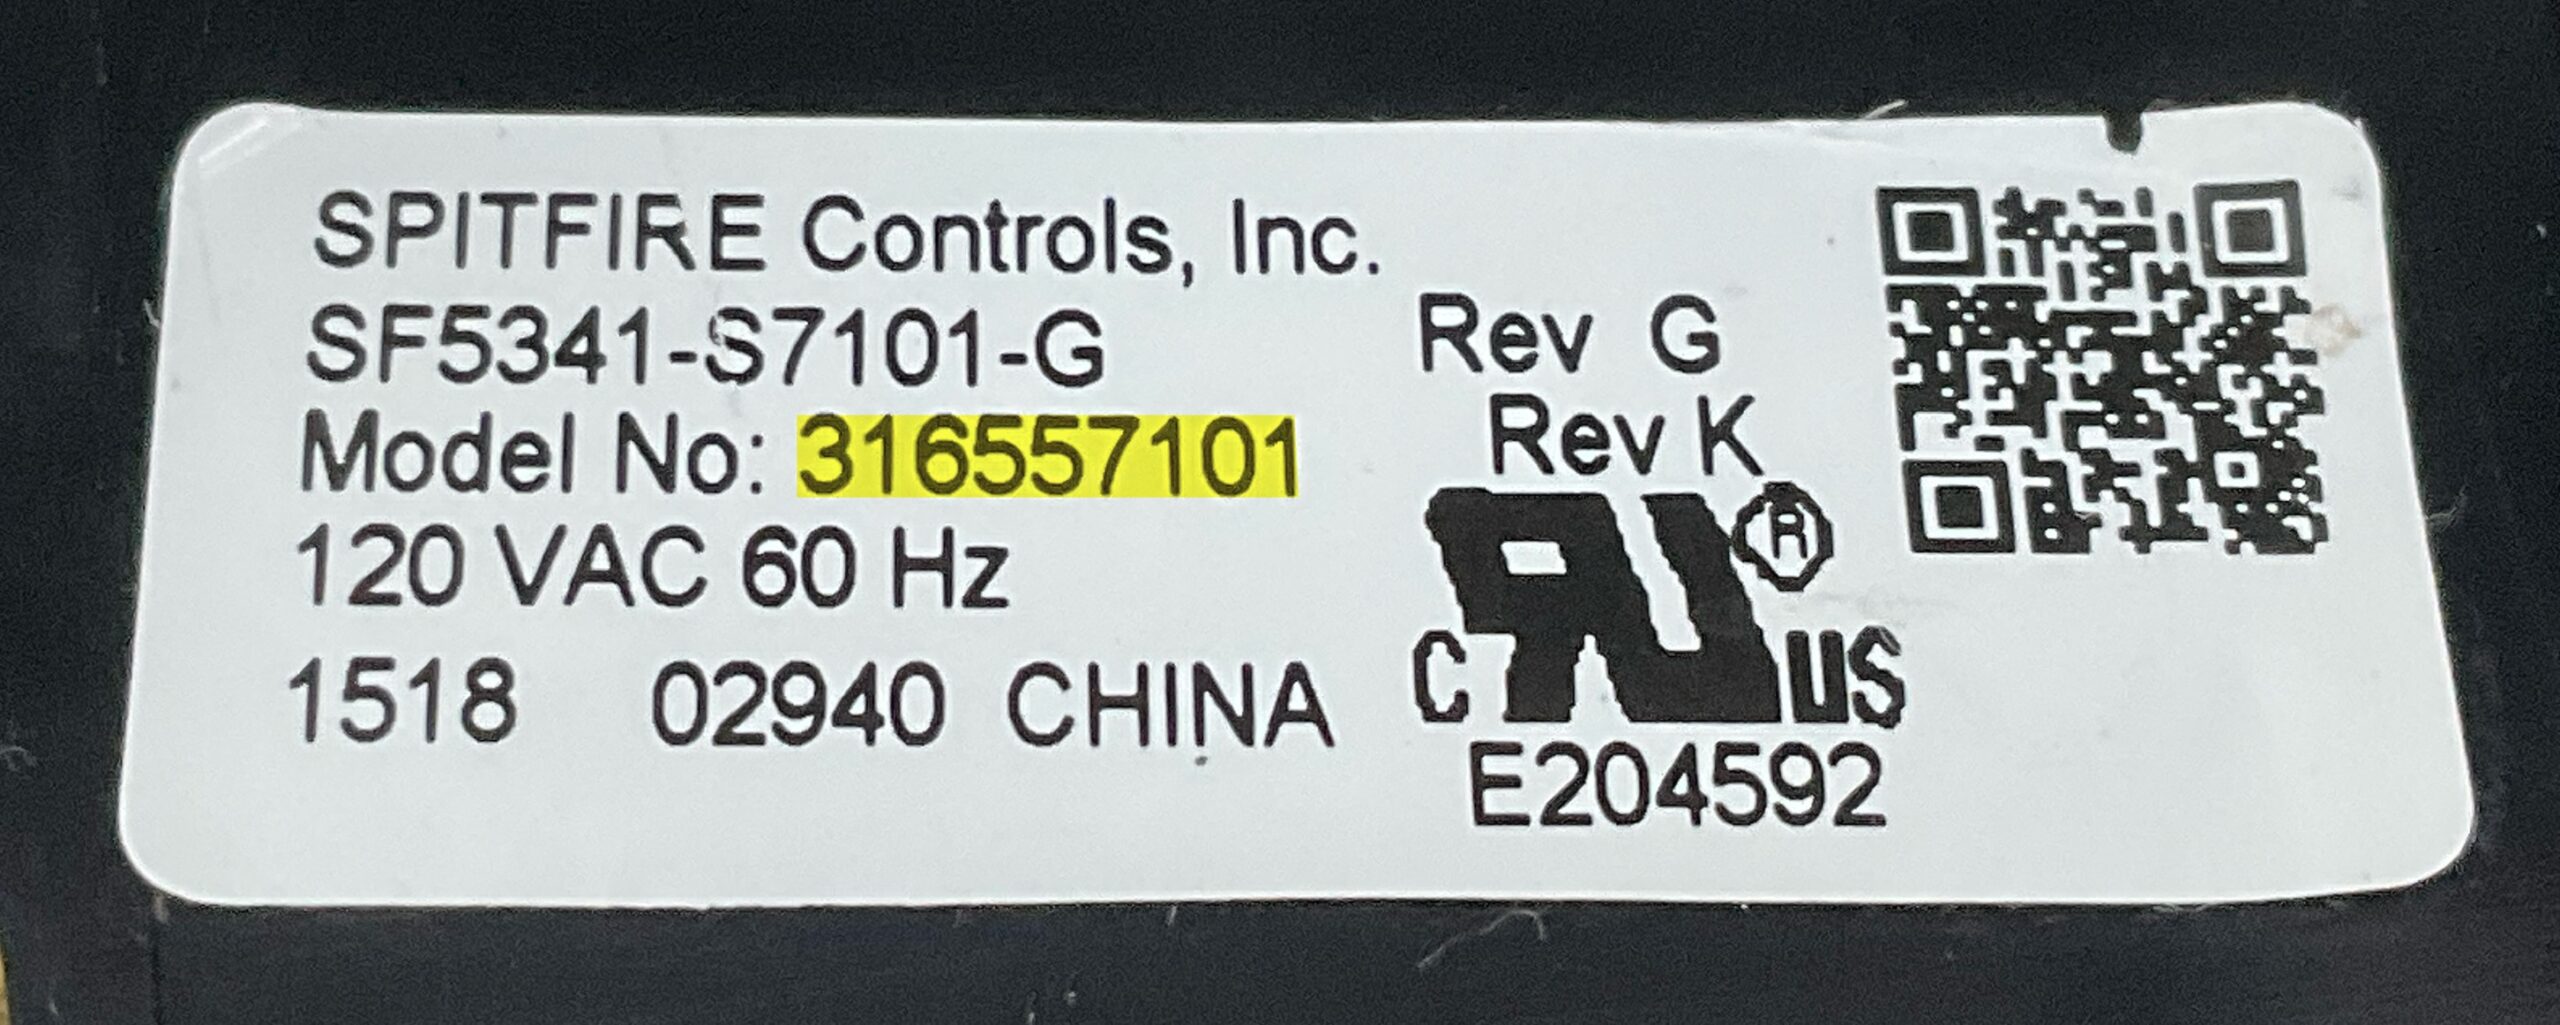 SPITFIRE Controls, Inc.
SF5341-S7101-G Rev G
Model No: 316557101 Rev K
120 VAC 60 Hz
1518 02940 CHINA
C RU ® US
E204592